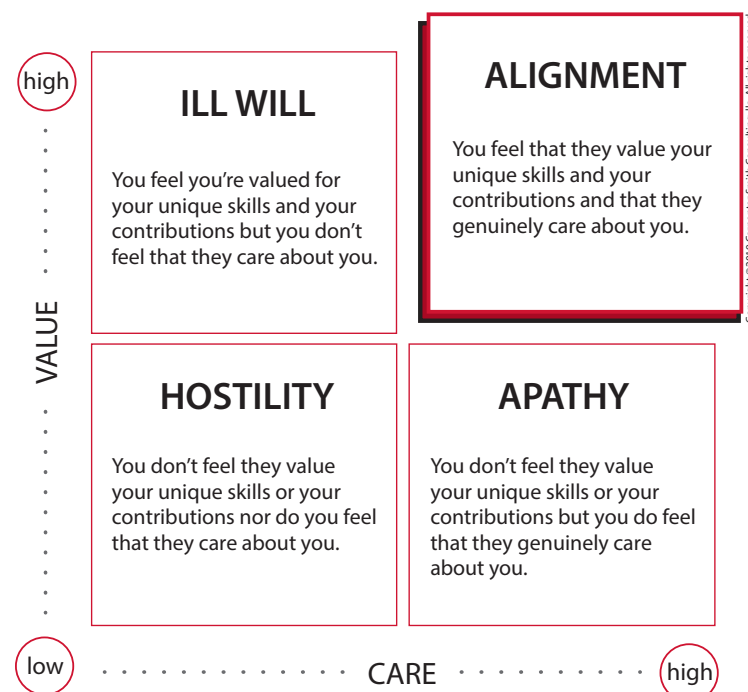 high
ILL WILL
You feel you’re valued for
your unique skills and your
contributions but you don’t
feel that they care about you.
ALIGNMENT
You feel that they value your
unique skills and your
contributions and that they
genuinely care about you.
VALUE
HOSTILITY
You don’t feel they value
your unique skills or your
contributions nor do you feel
that they care about you.
APATHY
You don’t feel they value
your unique skills or your
contributions but you do feel
that they genuinely care
about you.
low
CARE
high